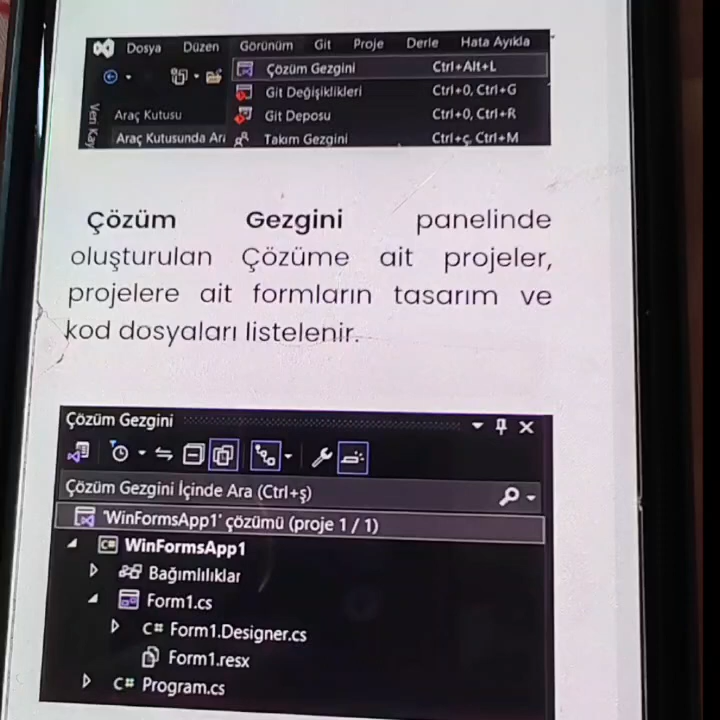 Dosya Düzen Görünüm Git Proje Derle Hata Ayıkla
Çözüm Gezgini Ctrl+Alt+L
Git Değişiklikleri Ctrl+0, Ctrl+G
Araç Kutusu Git Deposu Ctrl+0, Ctrl+R
Araç Kutusunda Ara Takım Gezgini Ctrl+ç, Ctrl+M
Veri Kay
Çözüm Gezgini panelinde
oluşturulan Çözüme ait projeler,
projelere ait formların tasarım ve
kod dosyaları listelenir.
Çözüm Gezgini
Çözüm Gezgini İçinde Ara (Ctrl+ş)
'WinFormsApp1' çözümü (proje 1 / 1)
C# WinFormsApp1
Bağımlılıklar
Form1.cs
C# Form1.Designer.cs
Form1.resx
C# Program.cs